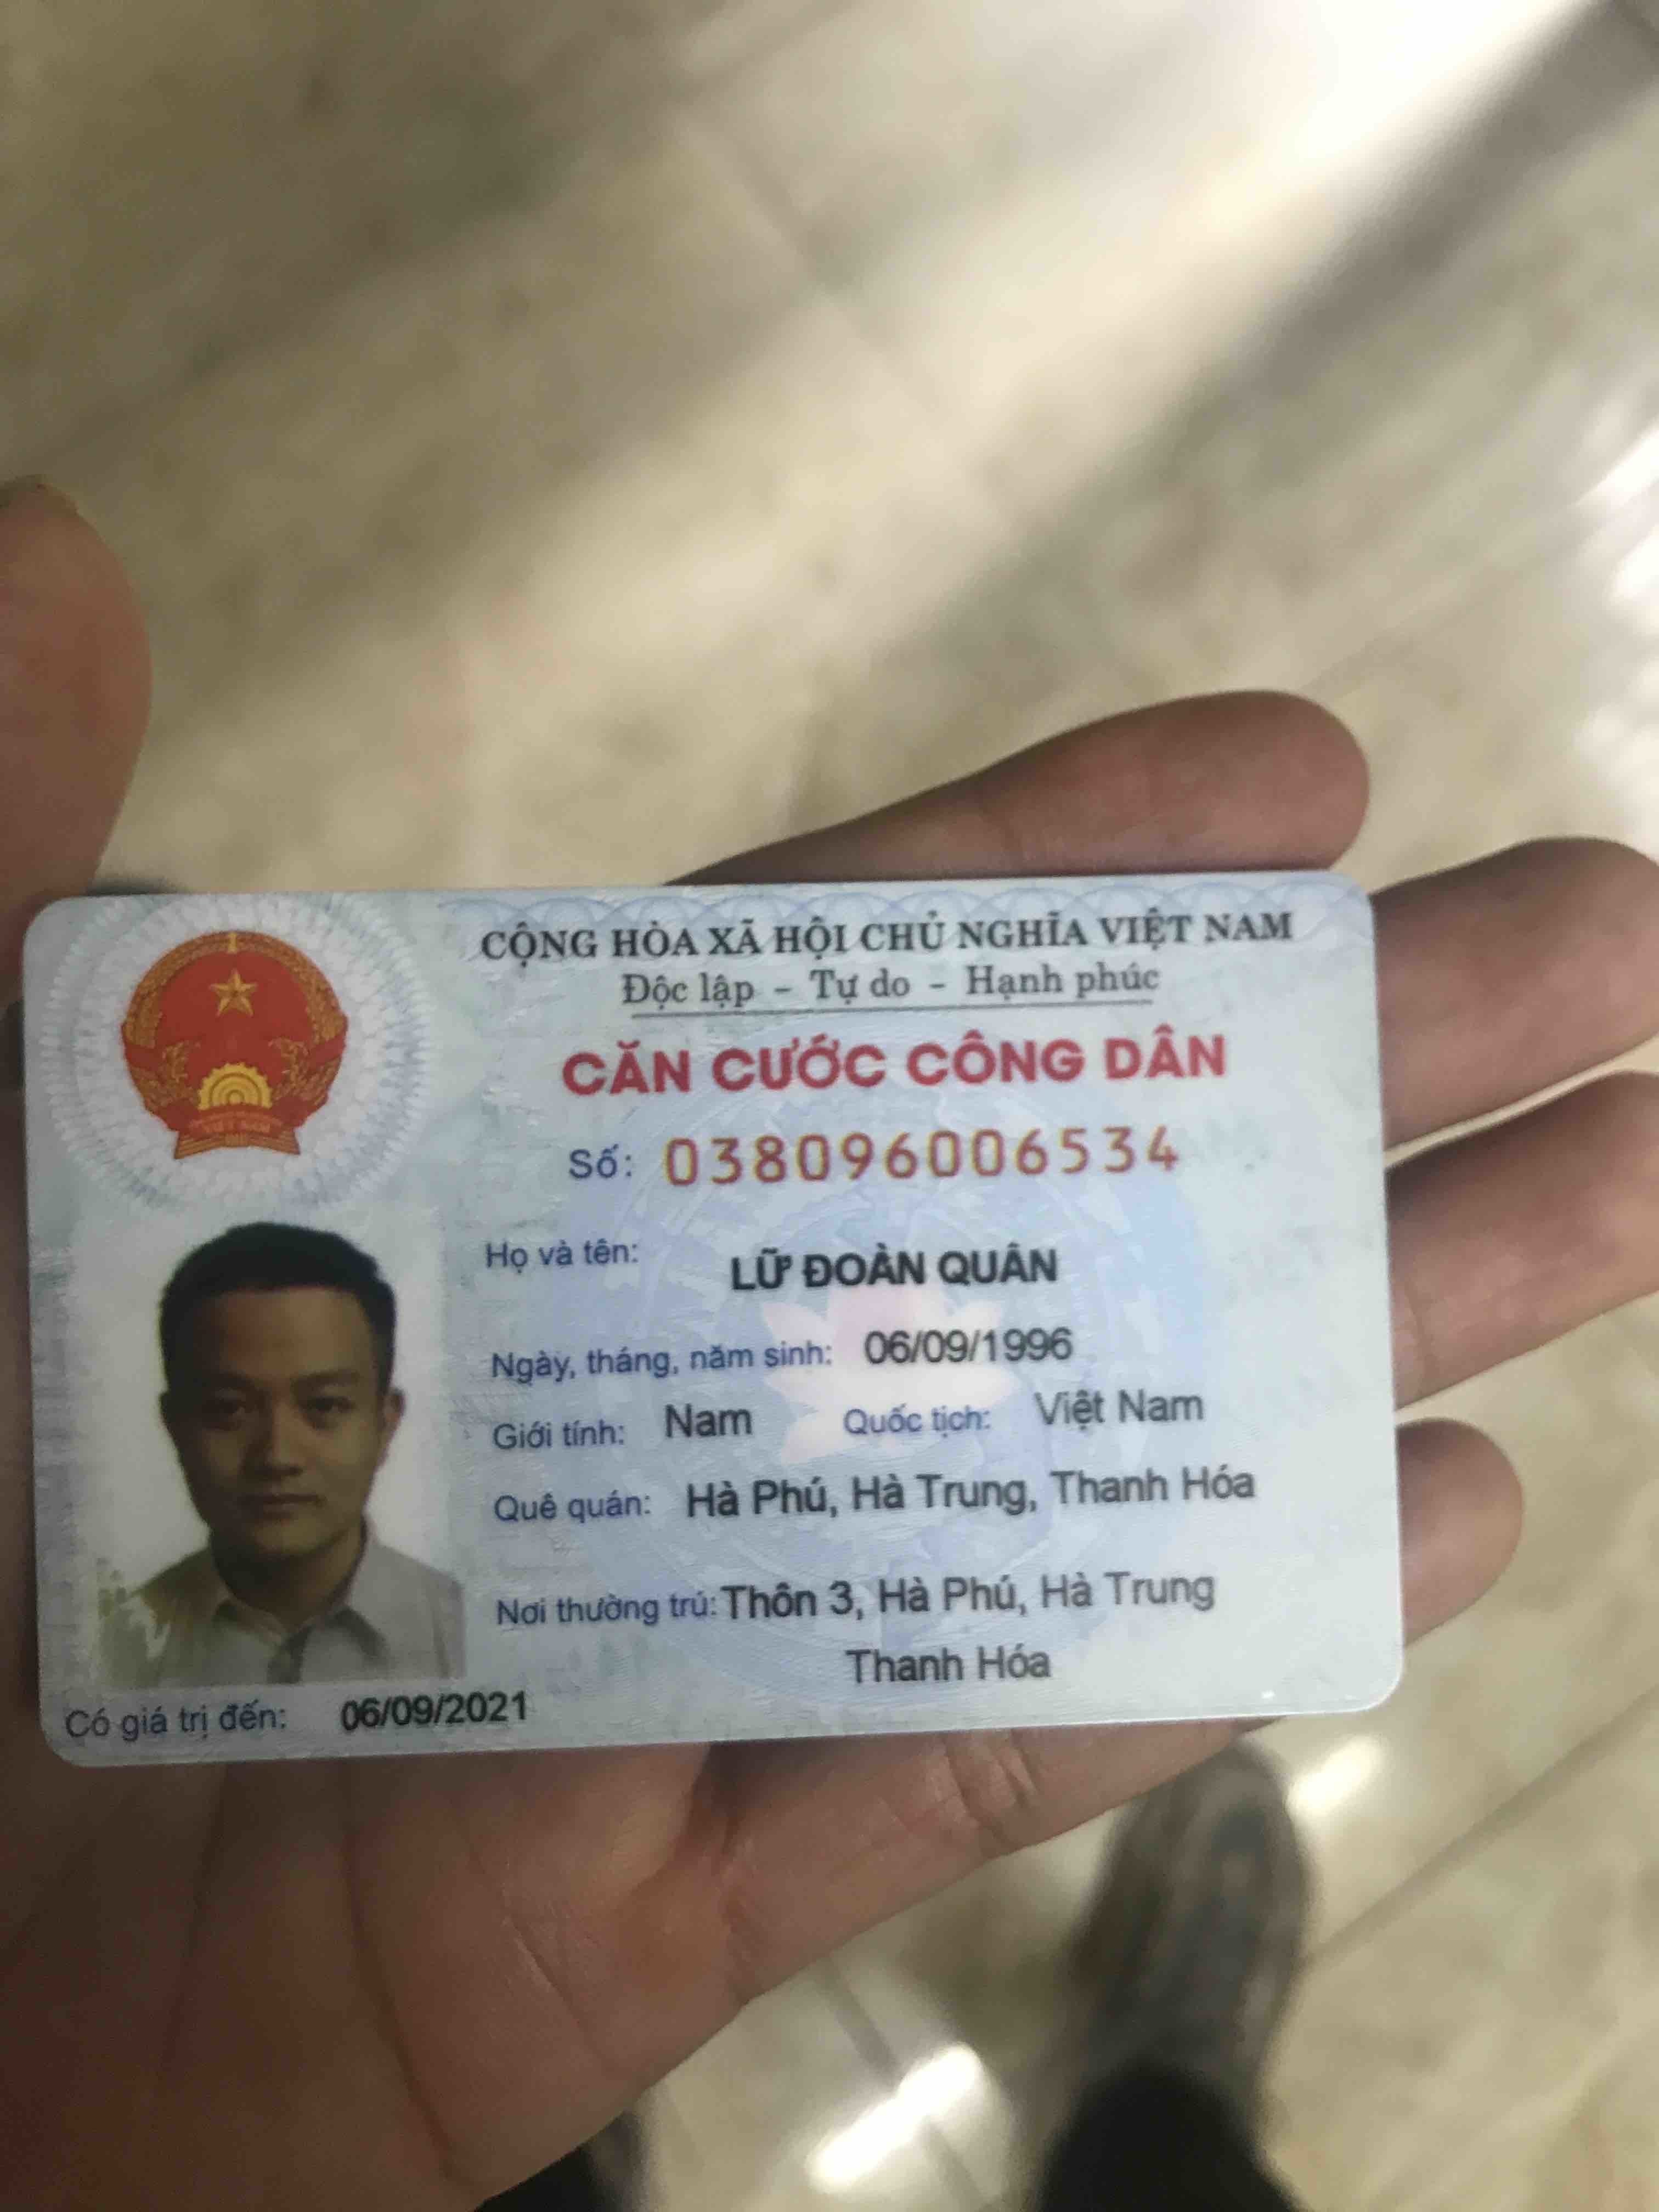 CỘNG HÒA XÃ HỘI CHỦ NGHĨA VIỆT NAM
Độc lập - Tự do - Hạnh phúc
CĂN CƯỚC CÔNG DÂN
Số: 038096006534
Họ và tên: LỮ ĐOÀN QUÂN
Ngày, tháng, năm sinh: 06/09/1996
Giới tính: Nam Quốc tịch: Việt Nam
Quê quán: Hà Phú, Hà Trung, Thanh Hóa
Nơi thường trú: Thôn 3, Hà Phú, Hà Trung
Thanh Hóa
Có giá trị đến: 06/09/2021
VIỆT NAM